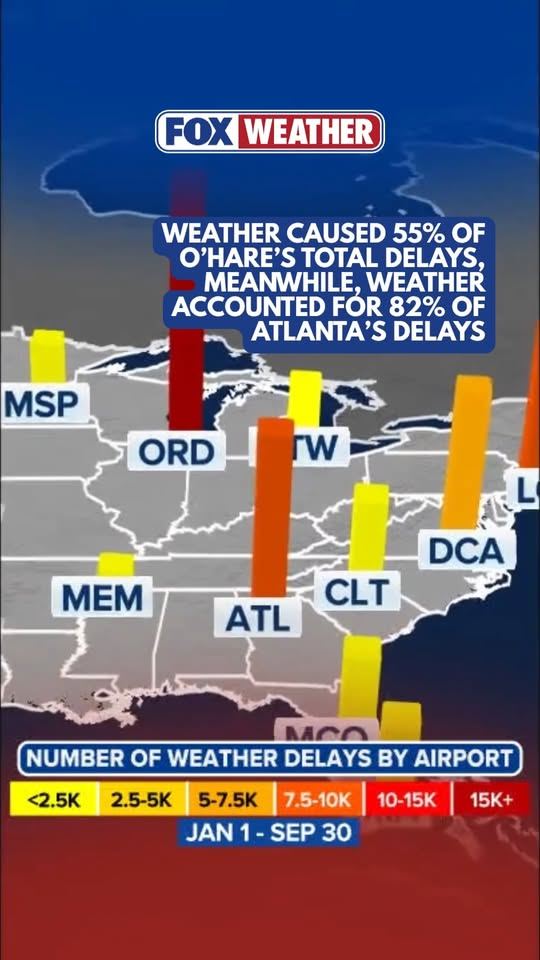 FOX WEATHER
WEATHER CAUSED 55% OF
O'HARE'S TOTAL DELAYS,
MEANWHILE, WEATHER
ACCOUNTED FOR 82% OF
ATLANTA'S DELAYS
MSP
ORD
TW
L
DCA
MEM
CLT
ATL
MCO
NUMBER OF WEATHER DELAYS BY AIRPORT
<2.5K 2.5-5K 5-7.5K 7.5-10K 10-15K 15K+
JAN 1 - SEP 30